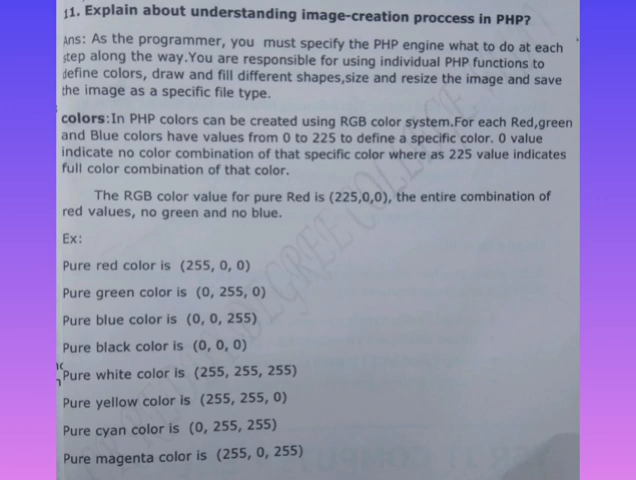 11. Explain about understanding image-creation proccess in PHP?
Ans: As the programmer, you must specify the PHP engine what to do at each
step along the way.You are responsible for using individual PHP functions to
define colors, draw and fill different shapes,size and resize the image and save
the image as a specific file type.
colors:In PHP colors can be created using RGB color system.For each Red,green
and Blue colors have values from 0 to 225 to define a specific color. 0 value
indicate no color combination of that specific color where as 225 value indicates
full color combination of that color.
The RGB color value for pure Red is (225,0,0), the entire combination of
red values, no green and no blue.
Ex:
Pure red color is (255, 0, 0)
Pure green color is (0, 255, 0)
Pure blue color is (0, 0, 255)
Pure black color is (0, 0, 0)
Pure white color is (255, 255, 255)
Pure yellow color is (255, 255, 0)
Pure cyan color is (0, 255, 255)
Pure magenta color is (255, 0, 255)
DEGREE COLLEGE